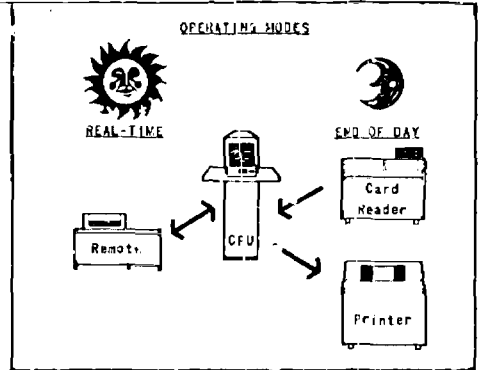 OPERATING MODES
REAL-TIME
END OF DAY
Card
Reader
Remote
CPU
Printer